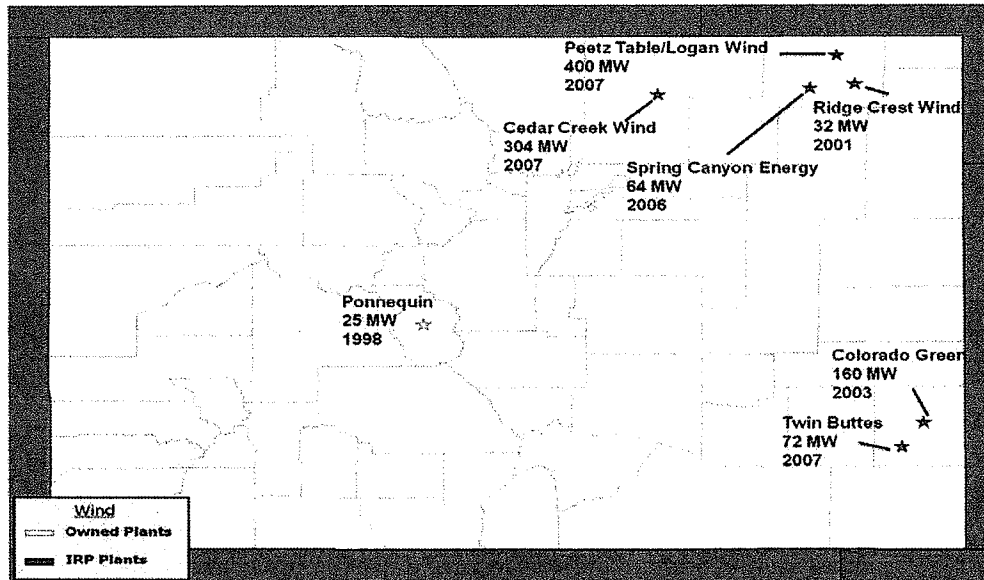 Peetz Table/Logan Wind
400 MW
2007
Ridge Crest Wind
32 MW
2001
Cedar Creek Wind
304 MW
2007
Spring Canyon Energy
64 MW
2006
Ponnequin
25 MW
1998
Colorado Green
160 MW
2003
Twin Buttes
72 MW
2007
Wind
Owned Plants
IRP Plants